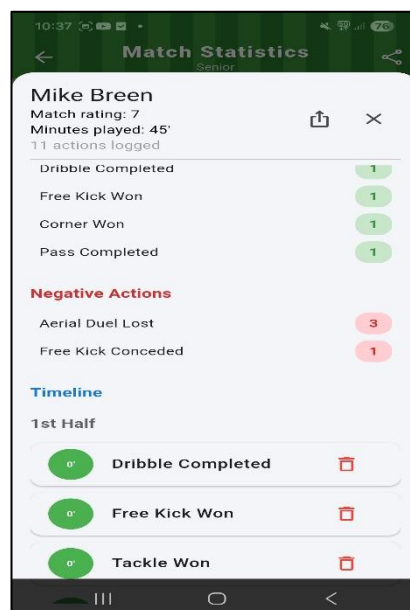 10:37
76
Match Statistics
Senior
Mike Breen
Match rating: 7
Minutes played: 45'
11 actions logged
Dribble Completed 1
Free Kick Won 1
Corner Won 1
Pass Completed 1
Negative Actions
Aerial Duel Lost 3
Free Kick Conceded 1
Timeline
1st Half
0' Dribble Completed
0' Free Kick Won
0' Tackle Won